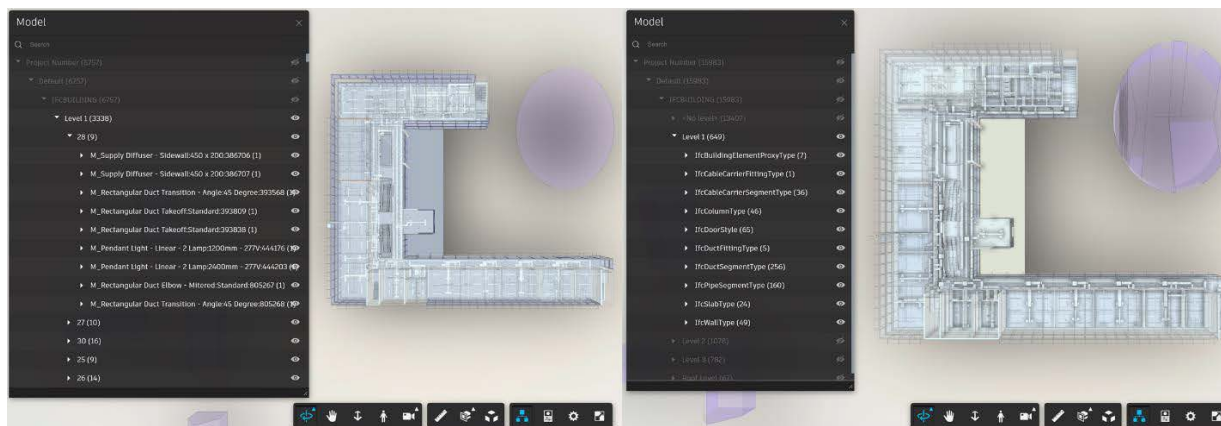 Model
Search
Project Number (6757)
Default (6757)
IFCBUILDING (6757)
Level 1 (3338)
28 (9)
M_Supply Diffuser - Sidewall:450 x 200:386706 (1)
M_Supply Diffuser - Sidewall:450 x 200:386707 (1)
M_Rectangular Duct Transition - Angle:45 Degree:393568 (
M_Rectangular Duct Takeoff:Standard:393809 (1)
M_Rectangular Duct Takeoff:Standard:393838 (1)
M_Pendant Light - Linear - 2 Lamp:1200mm - 277V:444176 (
M_Pendant Light - Linear - 2 Lamp:2400mm - 277V:444203 (
M_Rectangular Duct Elbow - Mitered:Standard:805267 (1)
M_Rectangular Duct Transition - Angle:45 Degree:805268 (
27 (10)
30 (16)
25 (9)
26 (14)
Model
Search
Project Number (15983)
Default (15983)
IFCBUILDING (15983)
<No level> (13407)
Level 1 (649)
IfcBuildingElementProxyType (7)
IfcCableCarrierFittingType (1)
IfcCableCarrierSegmentType (36)
IfcColumnType (46)
IfcDoorStyle (65)
IfcDuctFittingType (5)
IfcDuctSegmentType (256)
IfcPipeSegmentType (160)
IfcSlabType (24)
IfcWallType (49)
Level 2 (1078)
Level 3 (782)
Roof Level (67)